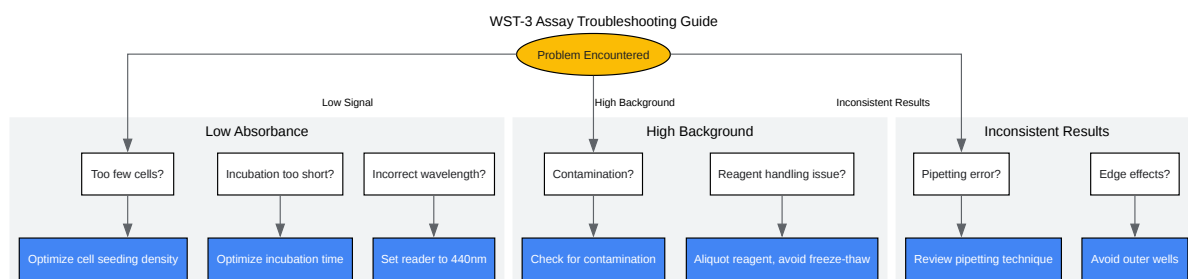 WST-3 Assay Troubleshooting Guide
Problem Encountered
Low Signal
High Background
Inconsistent Results
Low Absorbance
High Background
Inconsistent Results
Too few cells?
Incubation too short?
Incorrect wavelength?
Contamination?
Reagent handling issue?
Pipetting error?
Edge effects?
Optimize cell seeding density
Optimize incubation time
Set reader to 440nm
Check for contamination
Aliquot reagent, avoid freeze-thaw
Review pipetting technique
Avoid outer wells